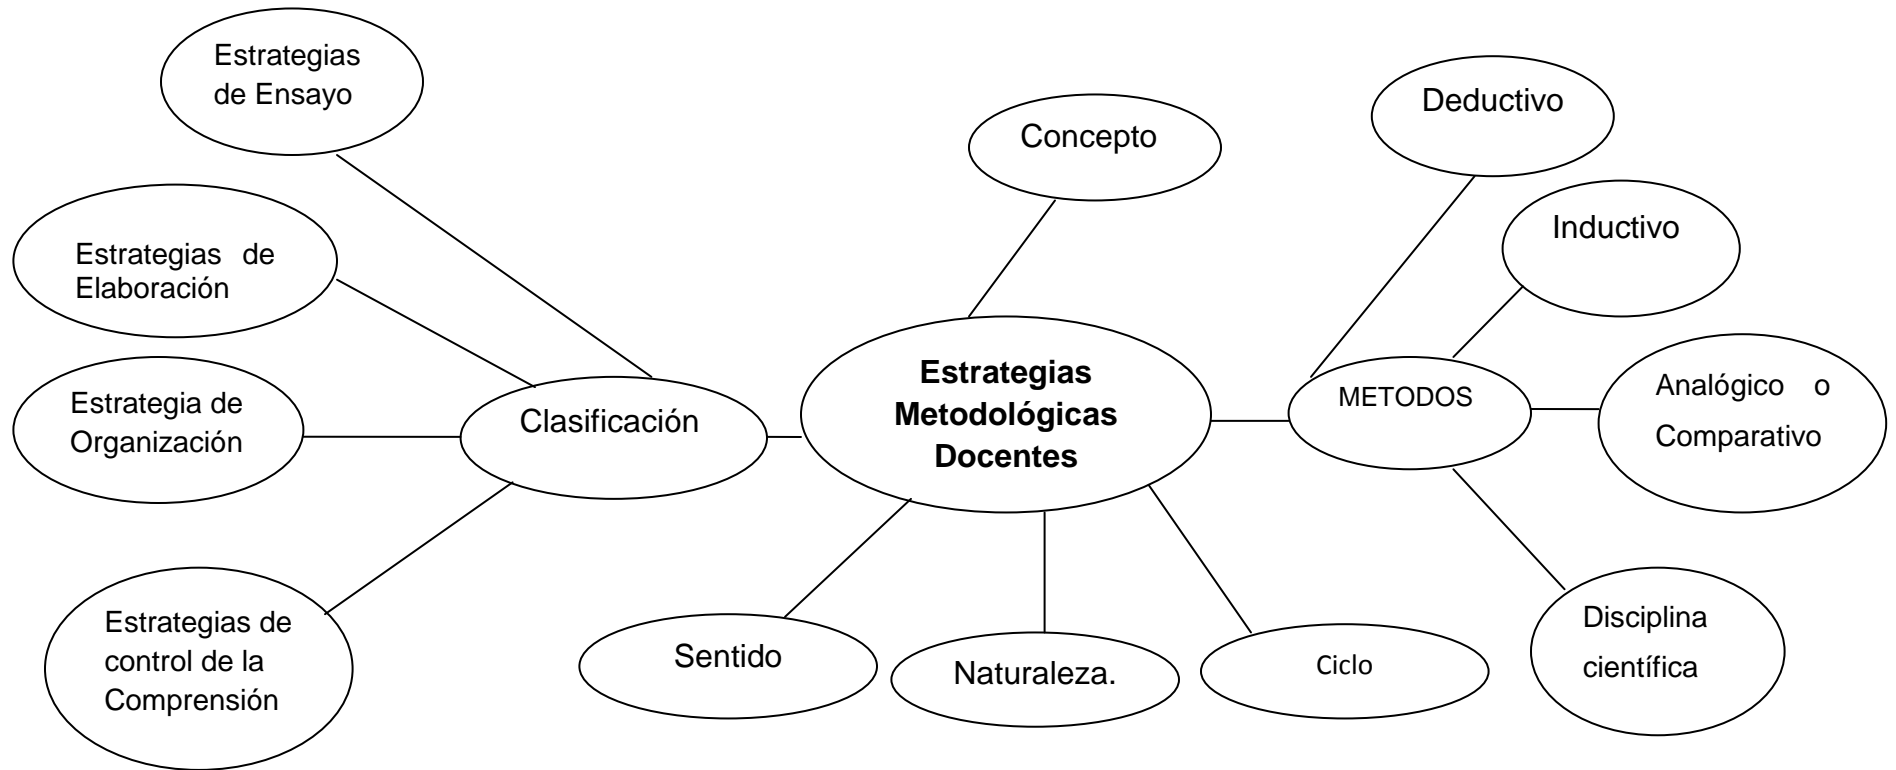 Estrategias
de Ensayo
Estrategias de
Elaboración
Estrategia de
Organización
Estrategias de
control de la
Comprensión
Clasificación
Concepto
Estrategias
Metodológicas
Docentes
Sentido
Naturaleza.
Ciclo
METODOS
Deductivo
Inductivo
Analógico o
Comparativo
Disciplina
científica